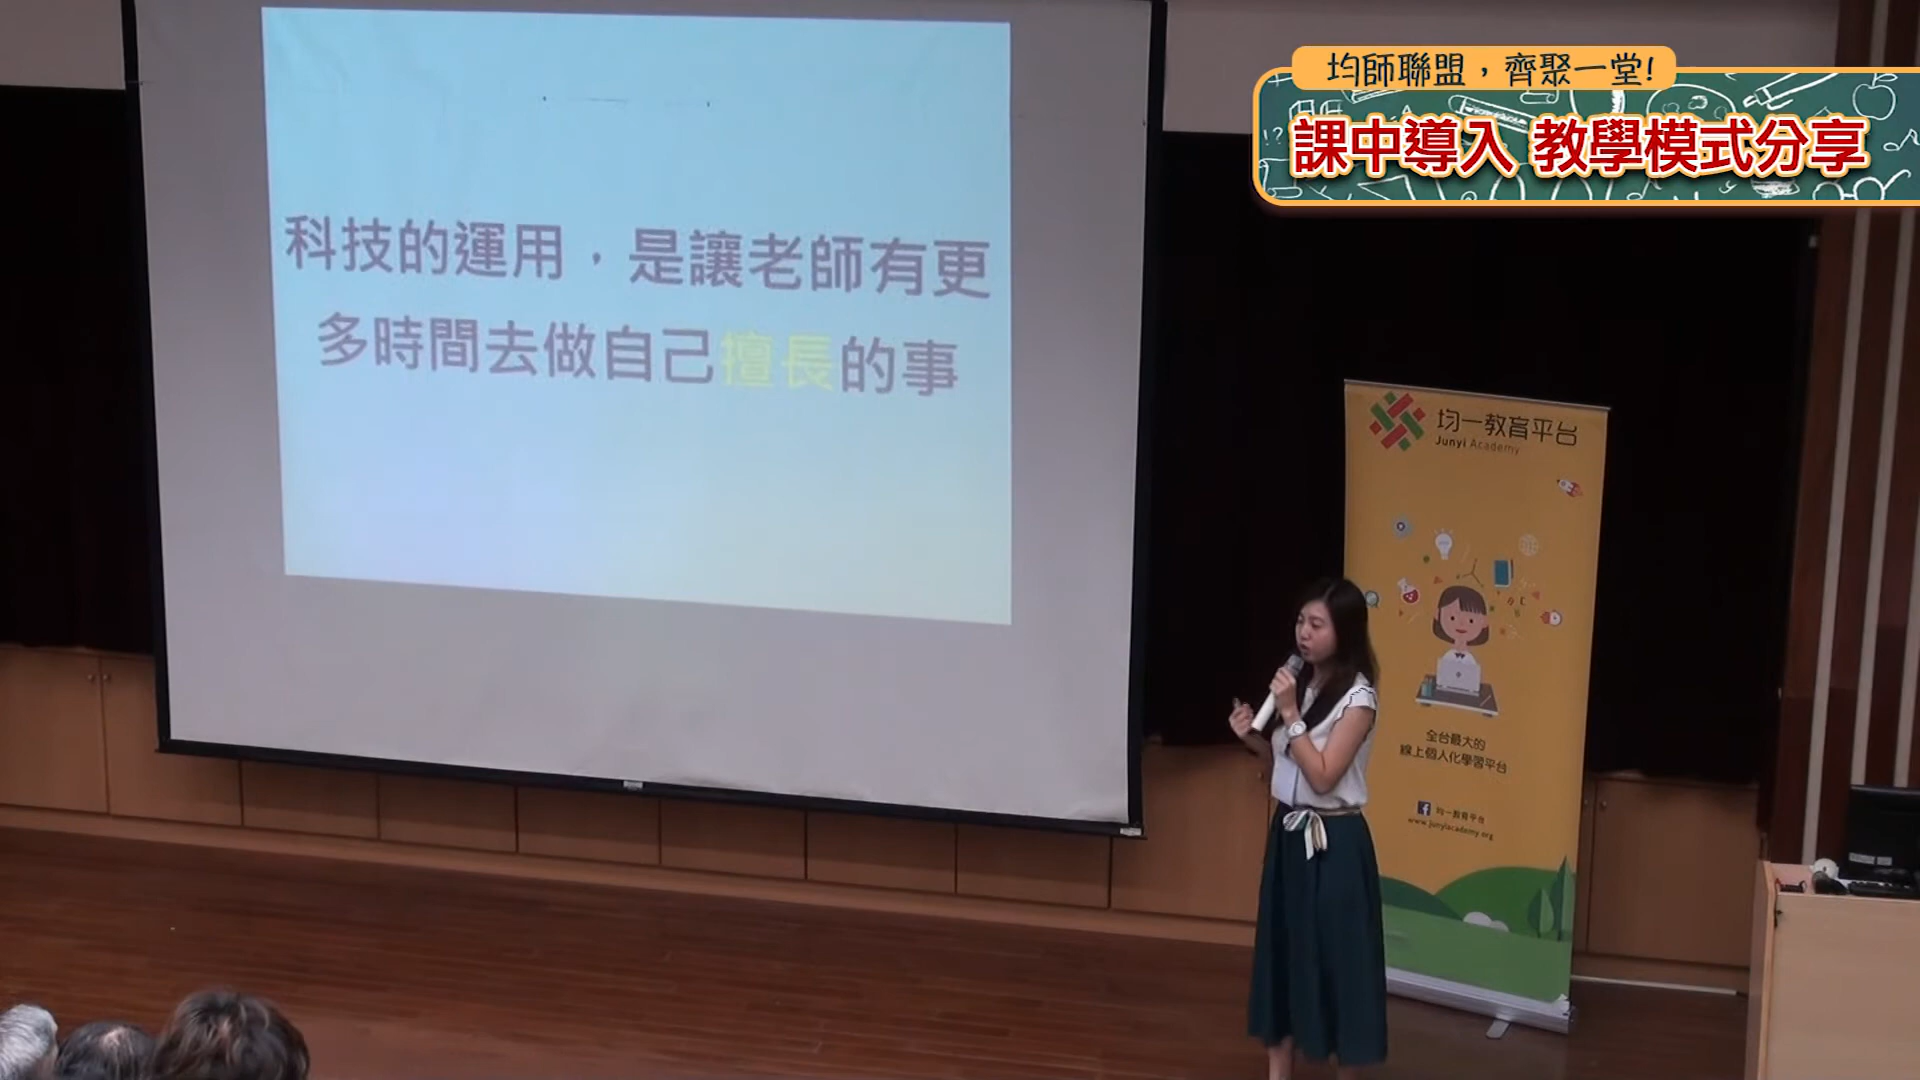 均師聯盟，齊聚一堂!
課中導入 教學模式分享
科技的運用，是讓老師有更
多時間去做自己擅長的事
均一教育平台
Junyi Academy
全台最大的
線上個人化學習平台
均一教育平台
www.junyiacademy.org